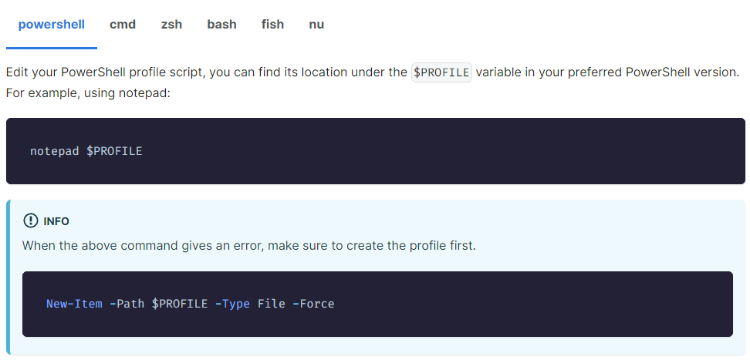 powershell cmd zsh bash fish nu
Edit your PowerShell profile script, you can find its location under the $PROFILE variable in your preferred PowerShell version.
For example, using notepad:
notepad $PROFILE
INFO
When the above command gives an error, make sure to create the profile first.
New-Item -Path $PROFILE -Type File -Force